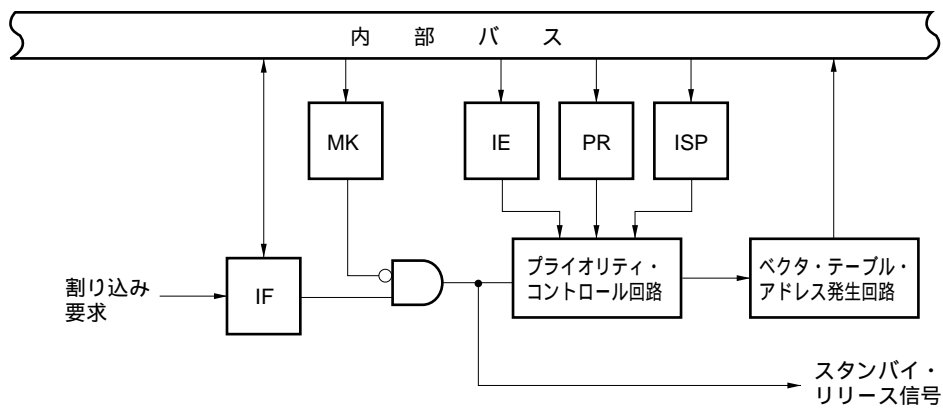 内部バス
MK
IE
PR
ISP
割り込み
要求
IF
プライオリティ・
コントロール回路
ベクタ・テーブル・
アドレス発生回路
スタンバイ・
リリース信号